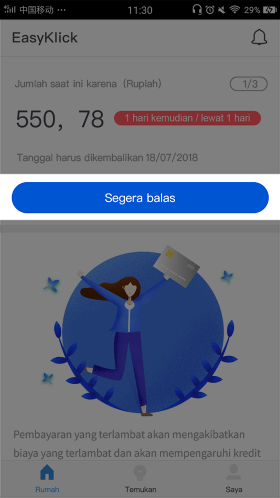 中国移动 ... 11:30 29%
EasyKlick
Jumlah saat ini karena（Rupiah） 1/3
550, 78 1 hari kemudian / lewat 1 hari
Tanggal harus dikembalikan 18/07/2018
Segera balas
Pembayaran yang terlambat akan mengakibatkan
biaya yang terlambat dan akan mempengaruhi kredit
Rumah Temukan Saya